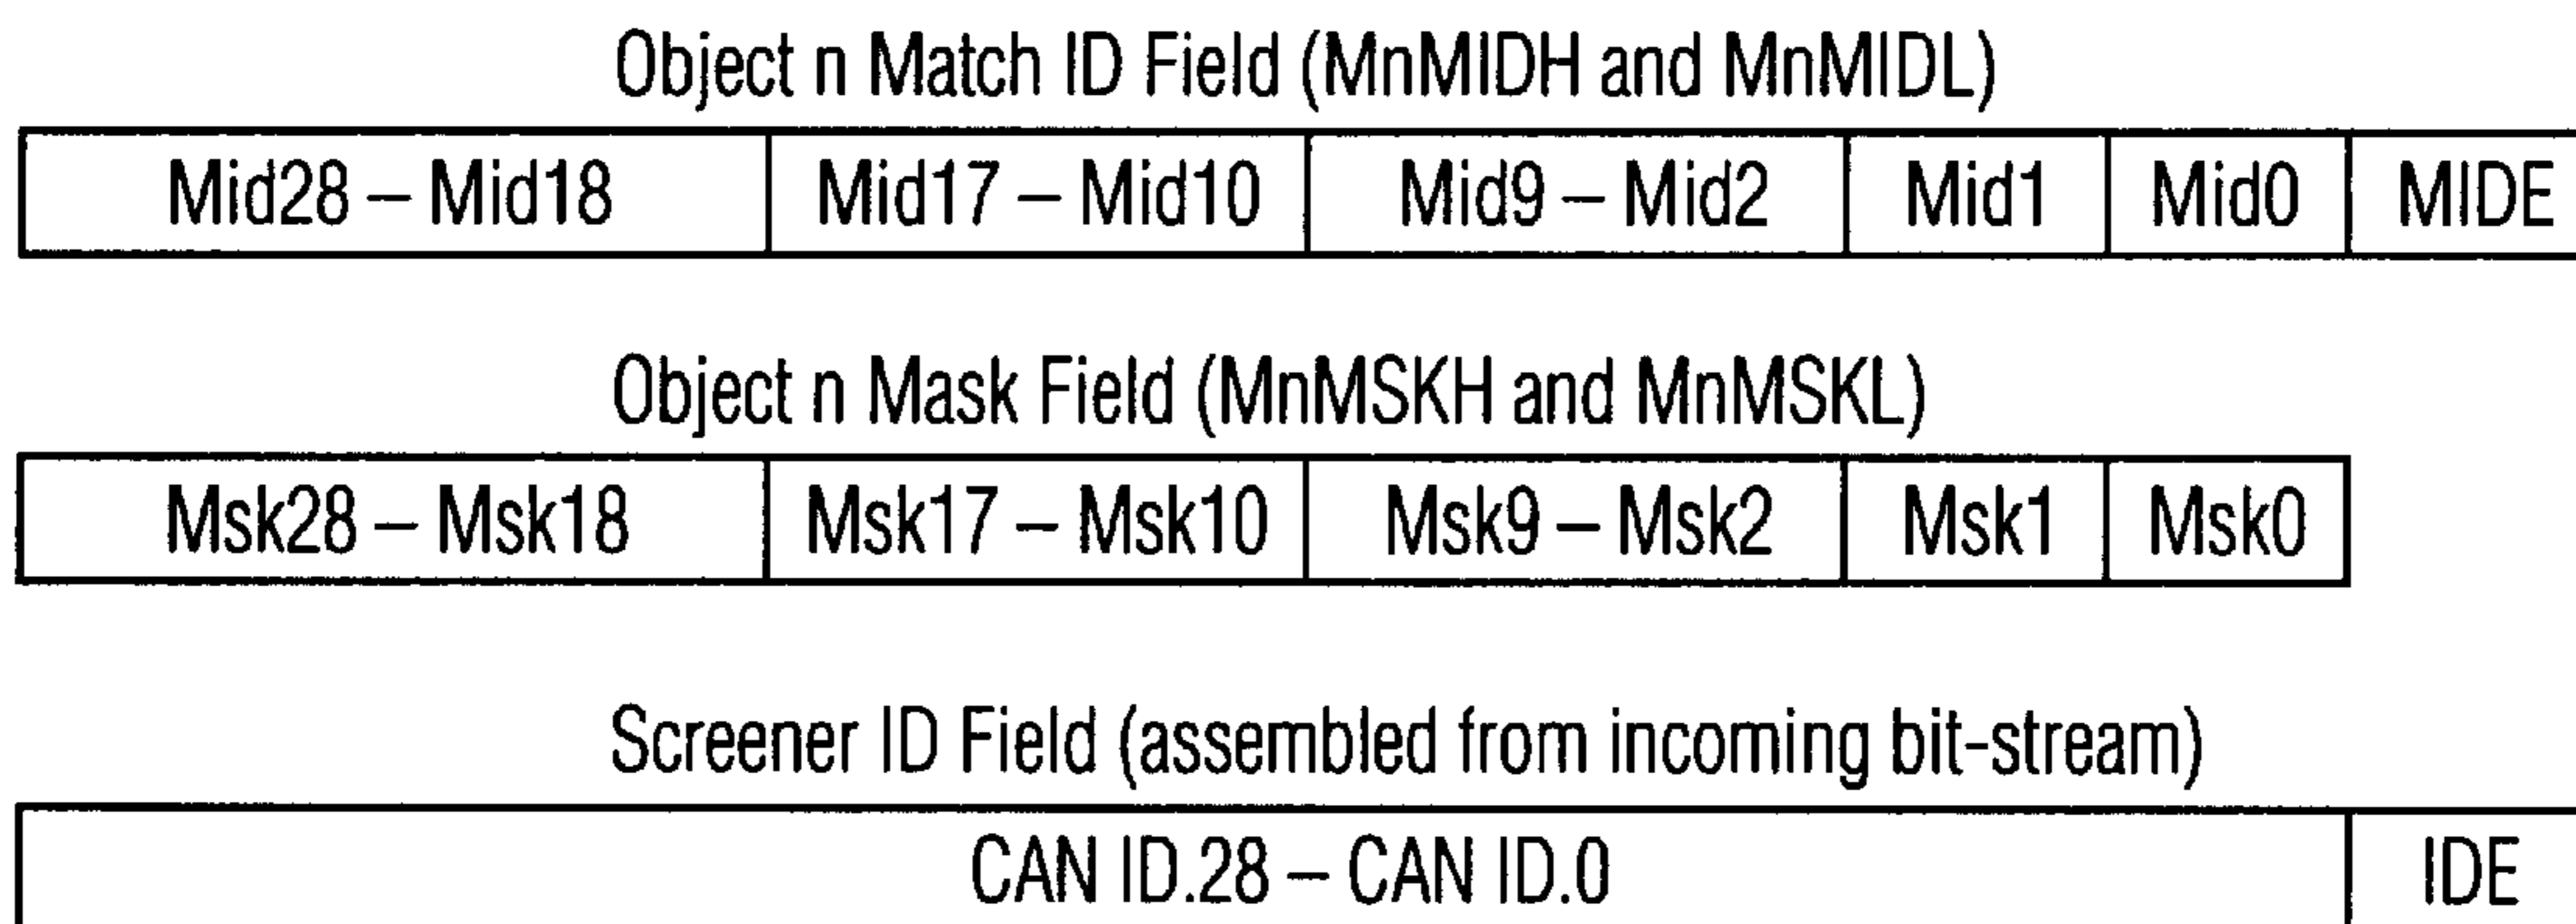 Object n Match ID Field (MnMIDH and MnMIDL)
Mid28 – Mid18 Mid17 – Mid10 Mid9 – Mid2 Mid1 Mid0 MIDE
Object n Mask Field (MnMSKH and MnMSKL)
Msk28 – Msk18 Msk17 – Msk10 Msk9 – Msk2 Msk1 Msk0
Screener ID Field (assembled from incoming bit-stream)
CAN ID.28 – CAN ID.0 IDE